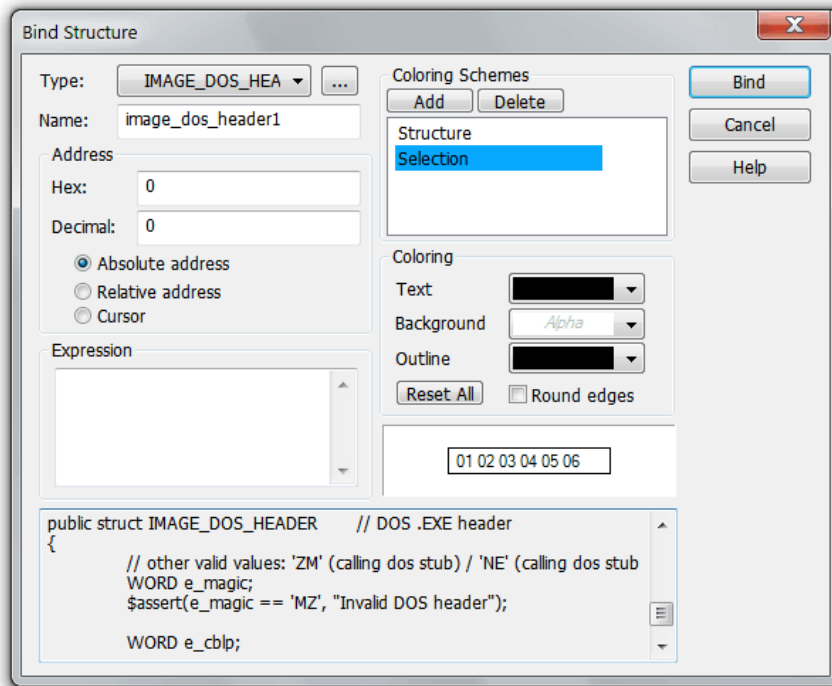 Bind Structure
Type: IMAGE_DOS_HEA ...
Name: image_dos_header1
Address
Hex: 0
Decimal: 0
Absolute address
Relative address
Cursor
Expression
Coloring Schemes
Add Delete
Structure
Selection
Coloring
Text
Background Alpha
Outline
Reset All Round edges
01 02 03 04 05 06
Bind
Cancel
Help
public struct IMAGE_DOS_HEADER // DOS .EXE header
{
// other valid values: 'ZM' (calling dos stub) / 'NE' (calling dos stub
WORD e_magic;
$assert(e_magic == 'MZ', "Invalid DOS header");
WORD e_cblp;